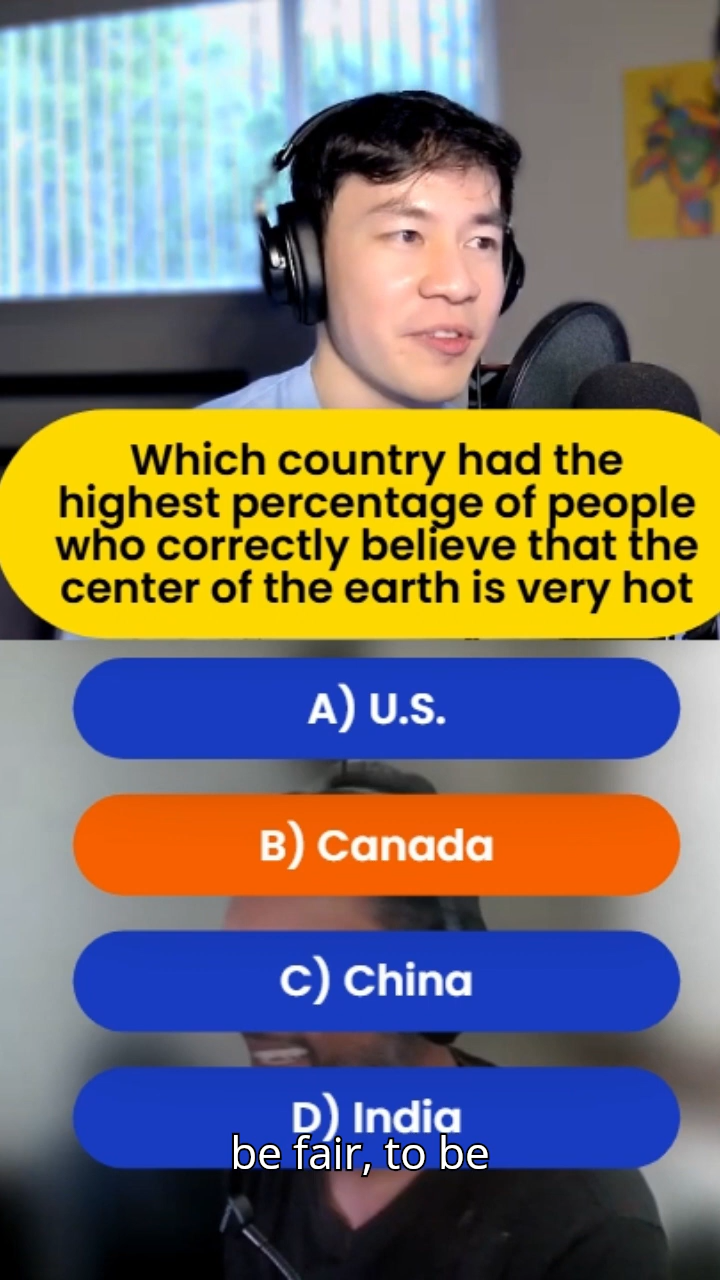 Which country had the
highest percentage of people
who correctly believe that the
center of the earth is very hot
A) U.S.
B) Canada
C) China
D) India
be fair, to be